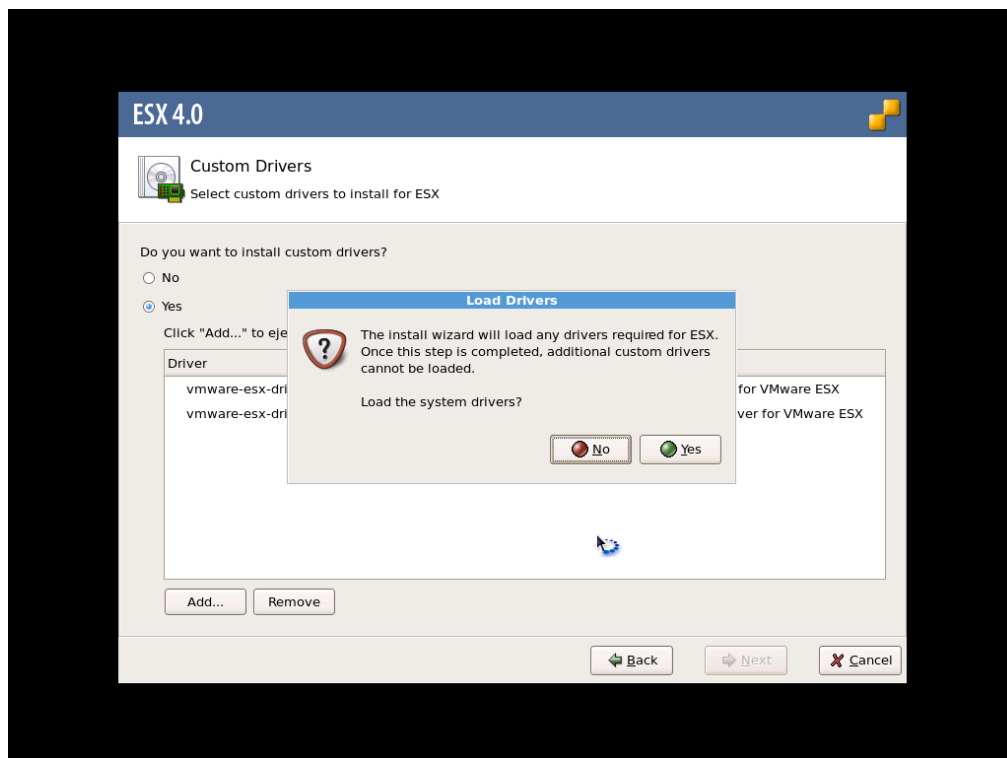 ESX 4.0
Custom Drivers
Select custom drivers to install for ESX
Do you want to install custom drivers?
No
Yes
Click "Add..." to eje
Driver
vmware-esx-dri
for VMware ESX
vmware-esx-dri
ver for VMware ESX
Load Drivers
The install wizard will load any drivers required for ESX.
Once this step is completed, additional custom drivers
cannot be loaded.
Load the system drivers?
No
Yes
Add...
Remove
Back
Next
Cancel